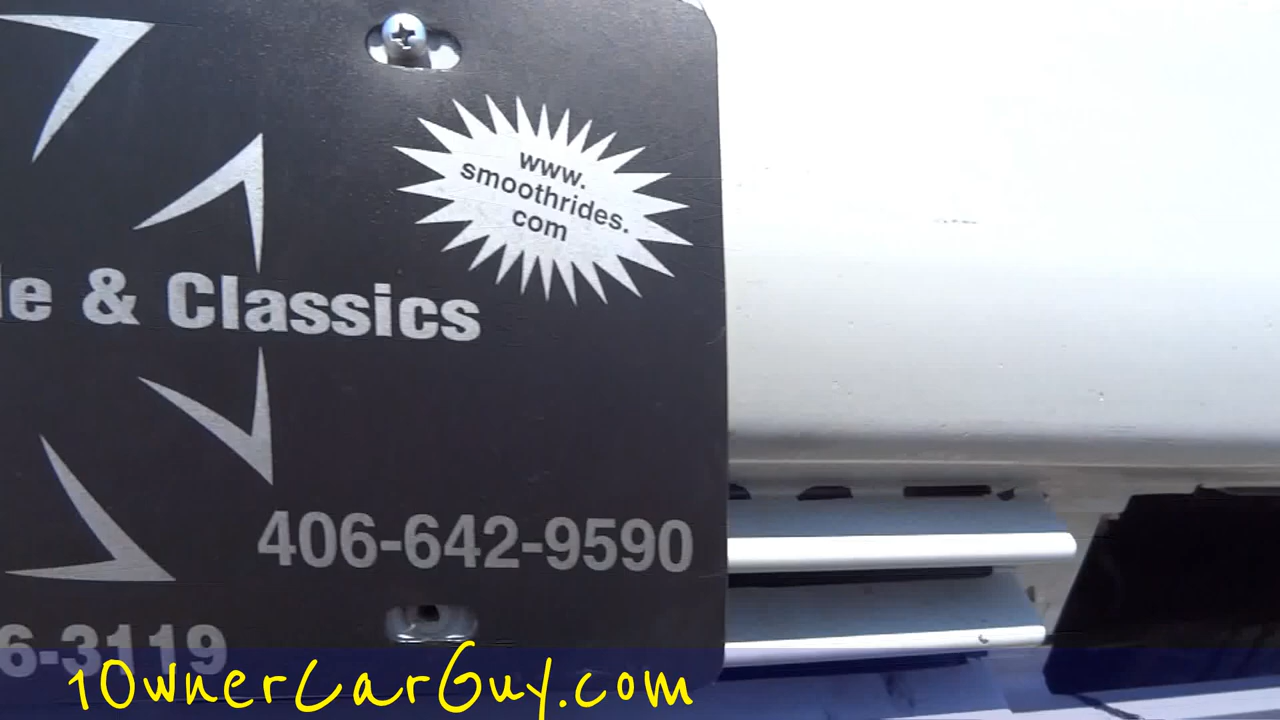 www.
smoothrides.
com
le & Classics
406-642-9590
6-3119
1OwnerCarGuy.com